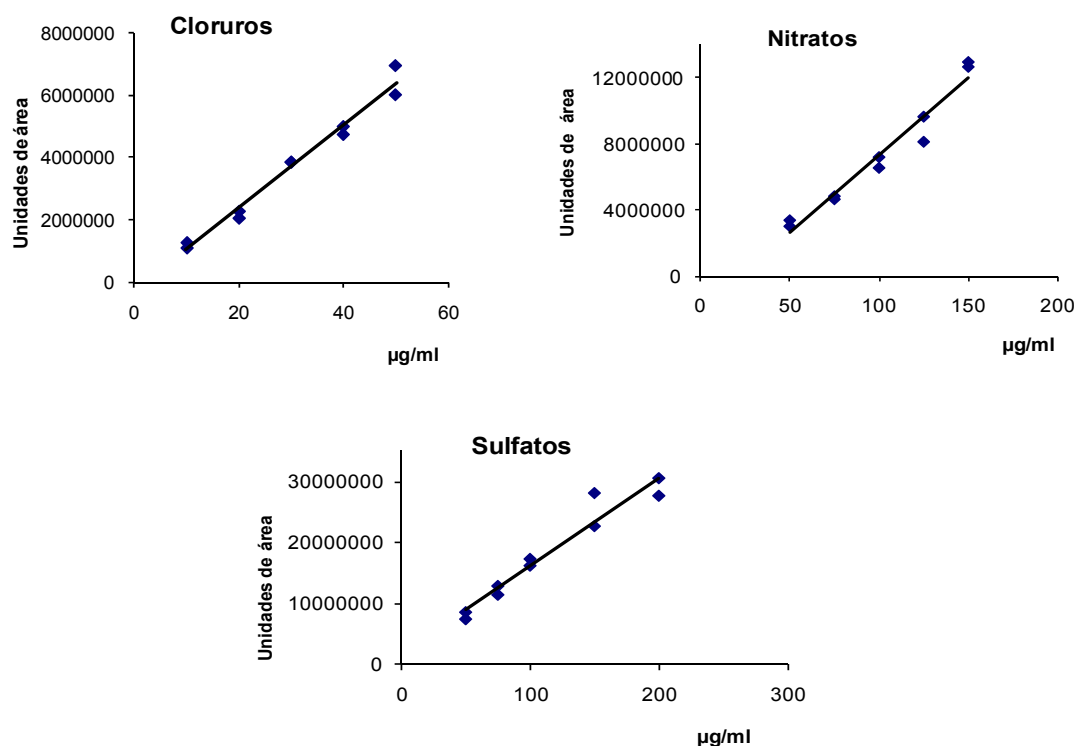 Cloruros
Unidades de área
8000000
6000000
4000000
2000000
0
0 20 40 60
µg/ml
Nitratos
Unidades de área
12000000
8000000
4000000
0
0 50 100 150 200
µg/ml
Sulfatos
Unidades de área
30000000
20000000
10000000
0
0 100 200 300
µg/ml